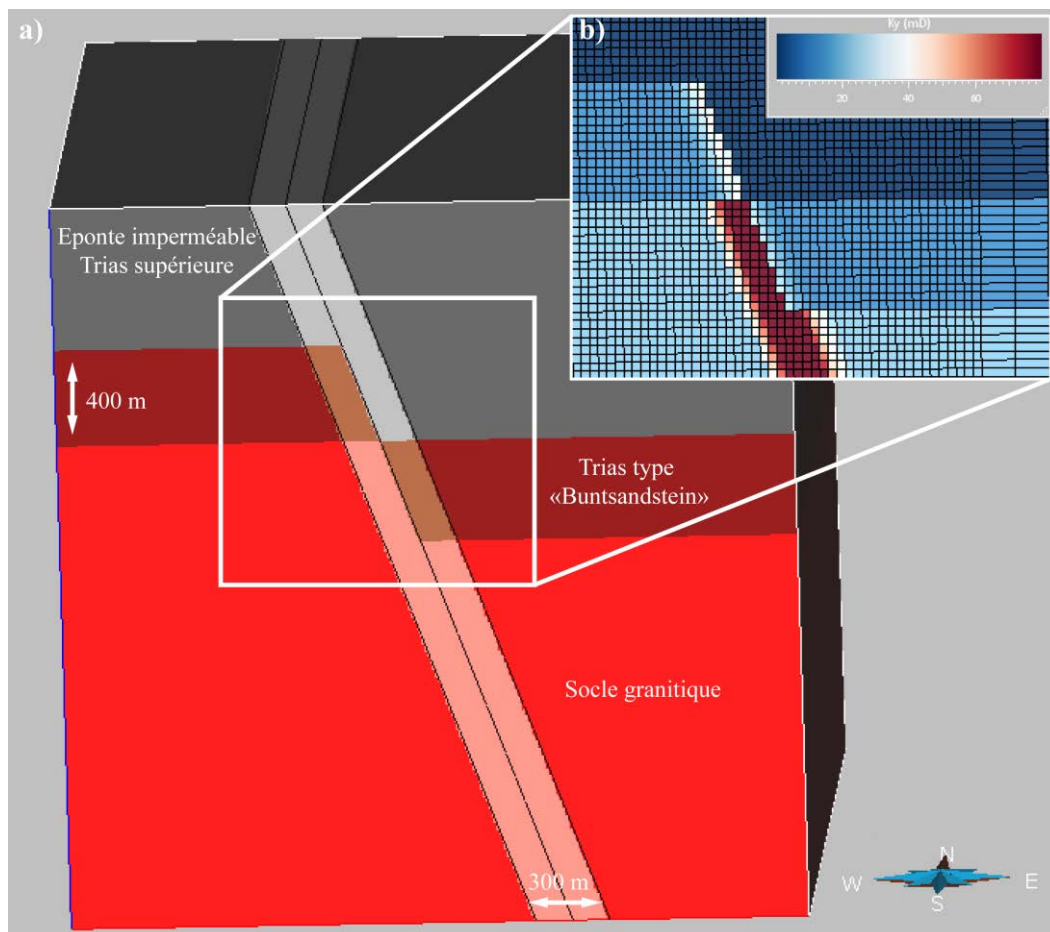 a)
b)
Ky (mD)
20
40
60
Eponte imperméable
Trias supérieure
400 m
Trias type
«Buntsandstein»
Socle granitique
300 m
N
W
E
S